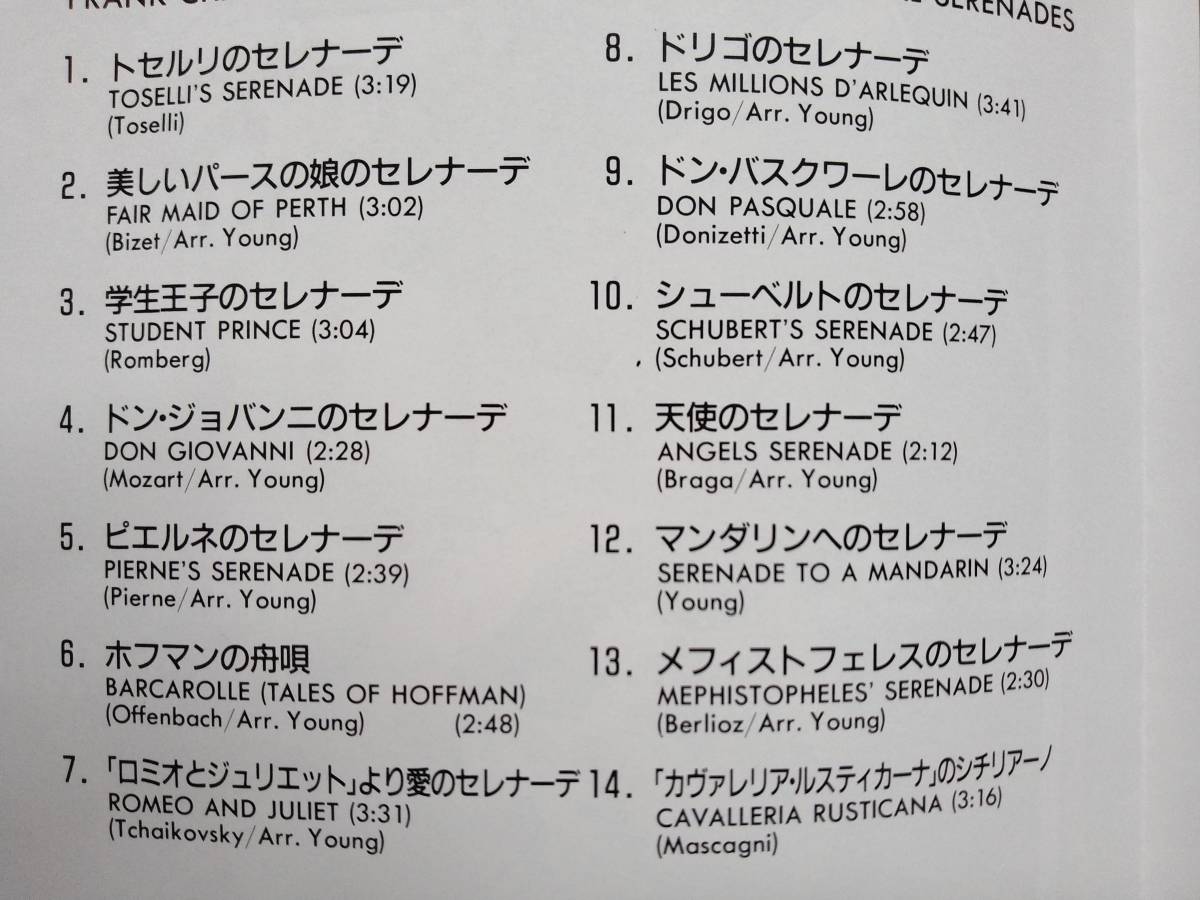 FRANK
SERENADES
1. トセルリのセレナーデ
TOSELLI'S SERENADE (3:19)
(Toselli)
2. 美しいパースの娘のセレナーデ
FAIR MAID OF PERTH (3:02)
(Bizet/Arr. Young)
3. 学生王子のセレナーデ
STUDENT PRINCE (3:04)
(Romberg)
4. ドン・ジョバンニのセレナーデ
DON GIOVANNI (2:28)
(Mozart/Arr. Young)
5. ピエルネのセレナーデ
PIERNE'S SERENADE (2:39)
(Pierne/Arr. Young)
6. ホフマンの舟唄
BARCAROLLE (TALES OF HOFFMAN)
(Offenbach/Arr. Young) (2:48)
7. 「ロミオとジュリエット」より愛のセレナーデ
ROMEO AND JULIET (3:31)
(Tchaikovsky/Arr. Young)
8. ドリゴのセレナーデ
LES MILLIONS D'ARLEQUIN (3:41)
(Drigo/Arr. Young)
9. ドン・パスクワーレのセレナーデ
DON PASQUALE (2:58)
(Donizetti/Arr. Young)
10. シューベルトのセレナーデ
SCHUBERT'S SERENADE (2:47)
(Schubert/Arr. Young)
11. 天使のセレナーデ
ANGELS SERENADE (2:12)
(Braga/Arr. Young)
12. マンダリンへのセレナーデ
SERENADE TO A MANDARIN (3:24)
(Young)
13. メフィストフェレスのセレナーデ
MEPHISTOPHELES' SERENADE (2:30)
(Berlioz/Arr. Young)
14. 「カヴァレリア・ルスティカーナ」のシチリアーノ
CAVALLERIA RUSTICANA (3:16)
(Mascagni)